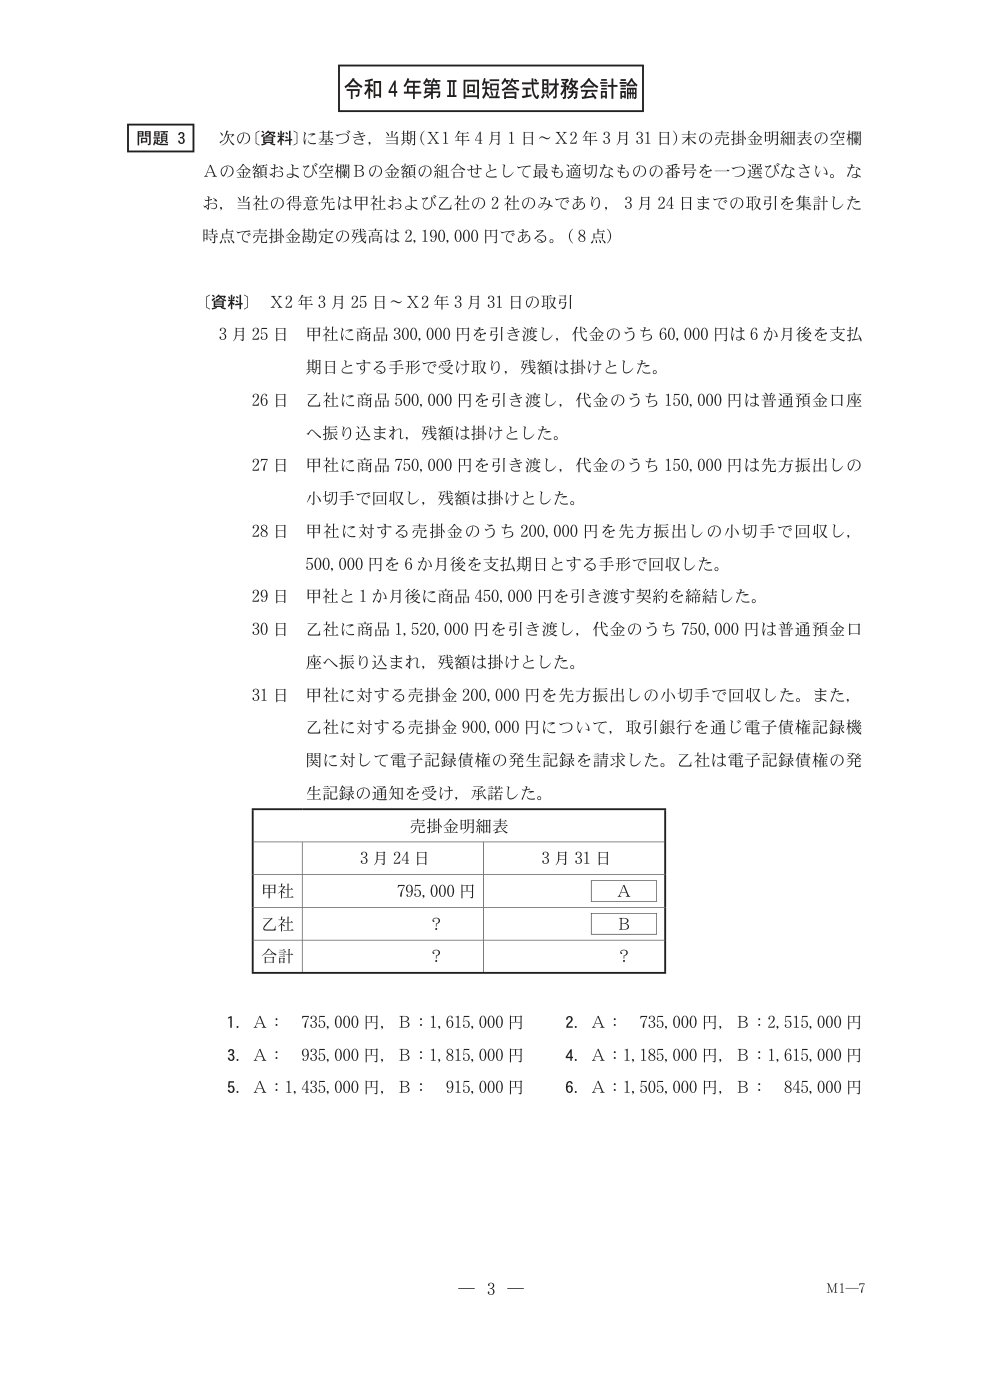 令和4年第Ⅱ回短答式財務会計論
問題 3　次の〔資料〕に基づき，当期(X1年4月1日～X2年3月31日)末の売掛金明細表の空欄
Aの金額および空欄Bの金額の組合せとして最も適切なものの番号を一つ選びなさい。な
お，当社の得意先は甲社および乙社の2社のみであり，3月24日までの取引を集計した
時点で売掛金勘定の残高は2,190,000円である。(8点)
〔資料〕　X2年3月25日～X2年3月31日の取引
3月25日　甲社に商品300,000円を引き渡し，代金のうち60,000円は6か月後を支払
期日とする手形で受け取り，残額は掛けとした。
26日　乙社に商品500,000円を引き渡し，代金のうち150,000円は普通預金口座
へ振り込まれ，残額は掛けとした。
27日　甲社に商品750,000円を引き渡し，代金のうち150,000円は先方振出しの
小切手で回収し，残額は掛けとした。
28日　甲社に対する売掛金のうち200,000円を先方振出しの小切手で回収し，
500,000円を6か月後を支払期日とする手形で回収した。
29日　甲社と1か月後に商品450,000円を引き渡す契約を締結した。
30日　乙社に商品1,520,000円を引き渡し，代金のうち750,000円は普通預金口
座へ振り込まれ，残額は掛けとした。
31日　甲社に対する売掛金200,000円を先方振出しの小切手で回収した。また，
乙社に対する売掛金900,000円について，取引銀行を通じ電子債権記録機
関に対して電子記録債権の発生記録を請求した。乙社は電子記録債権の発
生記録の通知を受け，承諾した。
売掛金明細表
3月24日　3月31日
甲社　795,000円　A
乙社　?　B
合計　?　?
1. A： 735,000円，B：1,615,000円　2. A： 735,000円，B：2,515,000円
3. A： 935,000円，B：1,815,000円　4. A：1,185,000円，B：1,615,000円
5. A：1,435,000円，B： 915,000円　6. A：1,505,000円，B： 845,000円
― 3 ―　M1―7